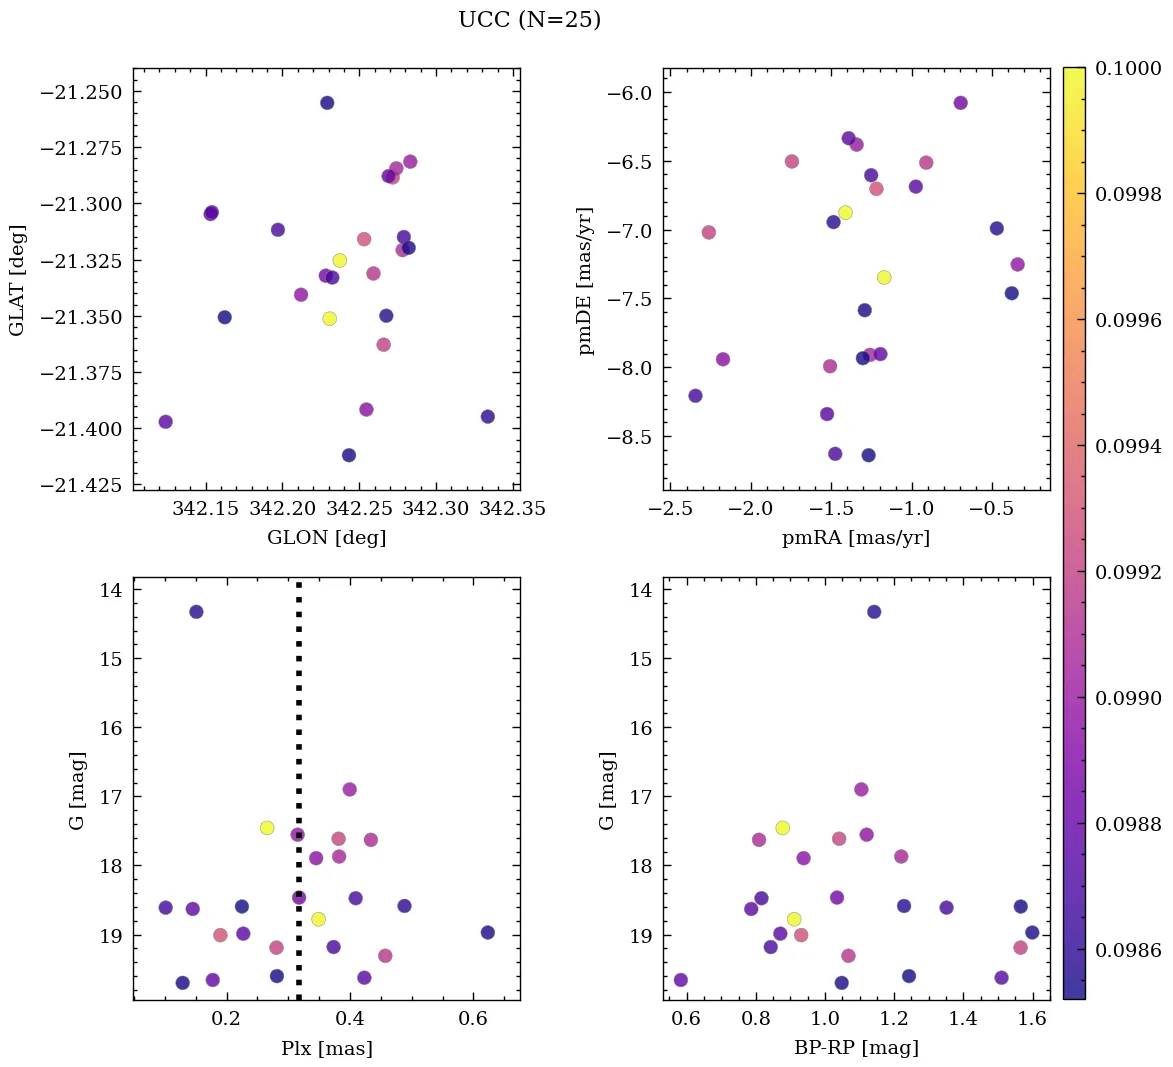 UCC (N=25)
−21.250
−21.275
−21.300
−21.325
−21.350
−21.375
−21.400
−21.425
GLAT [deg]
342.15 342.20 342.25 342.30 342.35
GLON [deg]
−6.0
−6.5
−7.0
−7.5
−8.0
−8.5
pmDE [mas/yr]
−2.5 −2.0 −1.5 −1.0 −0.5
pmRA [mas/yr]
14
15
16
17
18
19
G [mag]
0.2 0.4 0.6
Plx [mas]
14
15
16
17
18
19
G [mag]
0.6 0.8 1.0 1.2 1.4 1.6
BP-RP [mag]
0.1000
0.0998
0.0996
0.0994
0.0992
0.0990
0.0988
0.0986